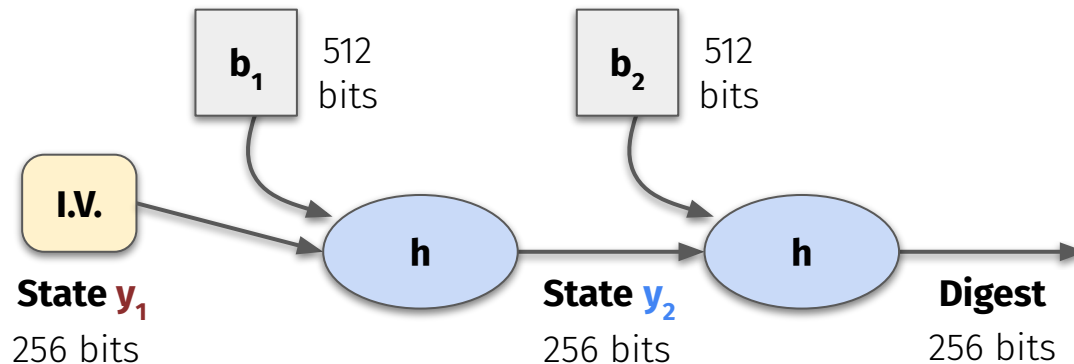 b₁
512
bits
b₂
512
bits
I.V.
h
h
State y₁
256 bits
State y₂
256 bits
Digest
256 bits